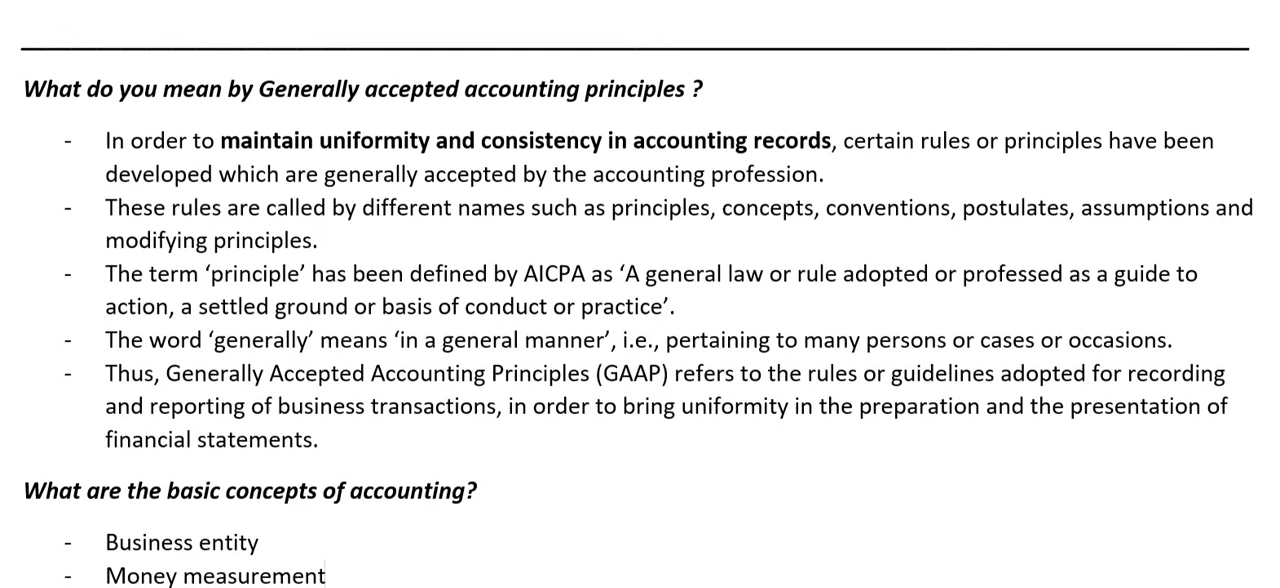 What do you mean by Generally accepted accounting principles ?
- In order to maintain uniformity and consistency in accounting records, certain rules or principles have been
developed which are generally accepted by the accounting profession.
- These rules are called by different names such as principles, concepts, conventions, postulates, assumptions and
modifying principles.
- The term ‘principle’ has been defined by AICPA as ‘A general law or rule adopted or professed as a guide to
action, a settled ground or basis of conduct or practice’.
- The word ‘generally’ means ‘in a general manner’, i.e., pertaining to many persons or cases or occasions.
- Thus, Generally Accepted Accounting Principles (GAAP) refers to the rules or guidelines adopted for recording
and reporting of business transactions, in order to bring uniformity in the preparation and the presentation of
financial statements.
What are the basic concepts of accounting?
- Business entity
- Money measurement